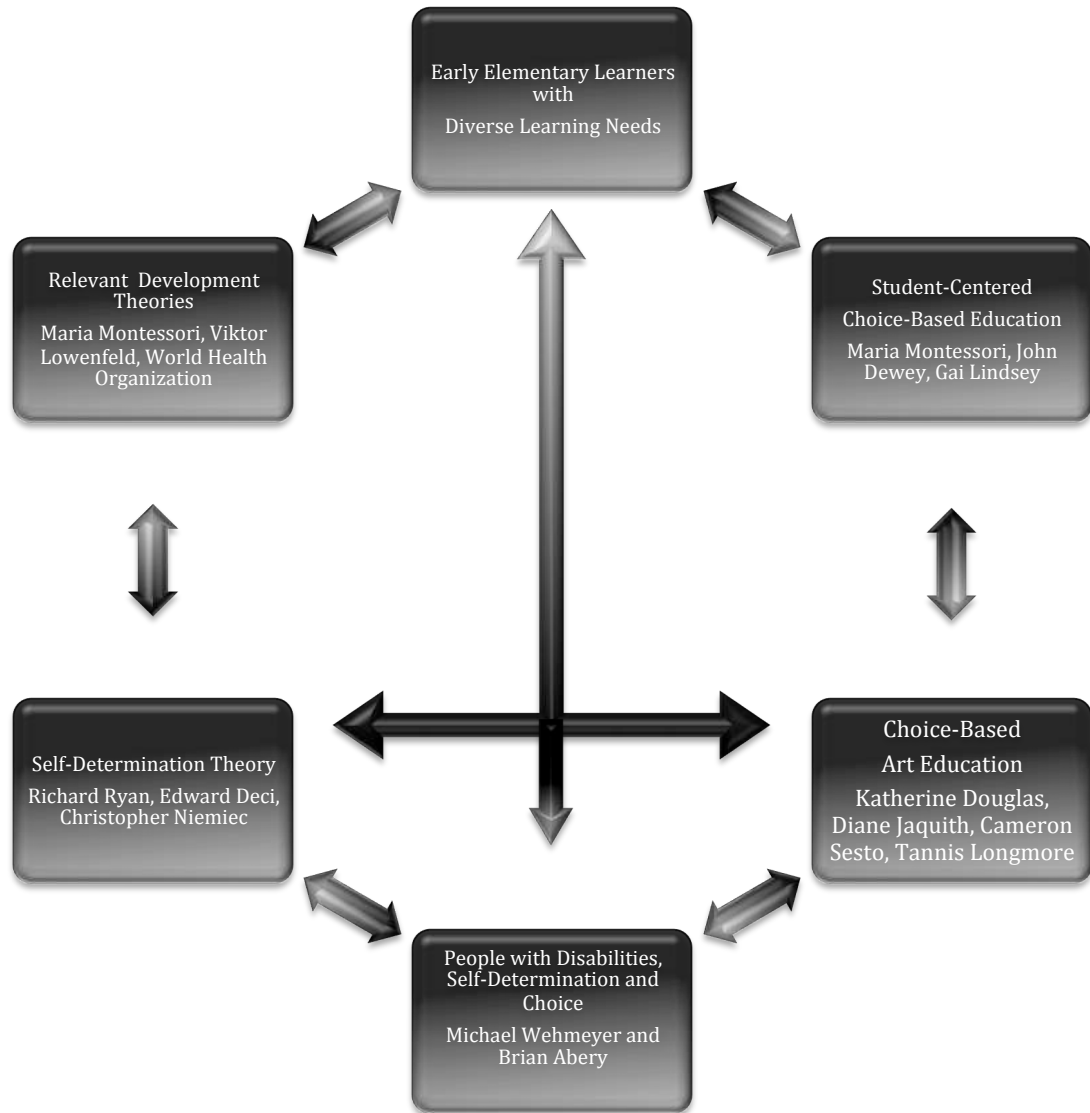 Early Elementary Learners
with
Diverse Learning Needs
Relevant Development
Theories
Maria Montessori, Viktor
Lowenfeld, World Health
Organization
Student-Centered
Choice-Based Education
Maria Montessori, John
Dewey, Gai Lindsey
Self-Determination Theory
Richard Ryan, Edward Deci,
Christopher Niemiec
Choice-Based
Art Education
Katherine Douglas,
Diane Jaquith, Cameron
Sesto, Tannis Longmore
People with Disabilities,
Self-Determination and
Choice
Michael Wehmeyer and
Brian Abery